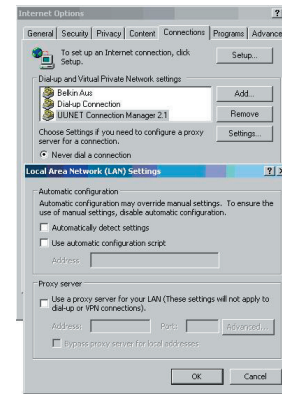 Internet Options
?
General Security Privacy Content Connections Programs Advance
To set up an Internet connection, click
Setup.
Setup...
Dial-up and Virtual Private Network settings
Belkin Aus
Dial-up Connection
UUNET Connection Manager 2.1
Add...
Remove
Choose Settings if you need to configure a proxy
server for a connection.
Settings...
Never dial a connection
Local Area Network (LAN) Settings
?
Automatic configuration
Automatic configuration may override manual settings. To ensure the
use of manual settings, disable automatic configuration.
Automatically detect settings
Use automatic configuration script
Address
Proxy server
Use a proxy server for your LAN (These settings will not apply to
dial-up or VPN connections).
Address: Port: Advanced...
Bypass proxy server for local addresses
OK Cancel